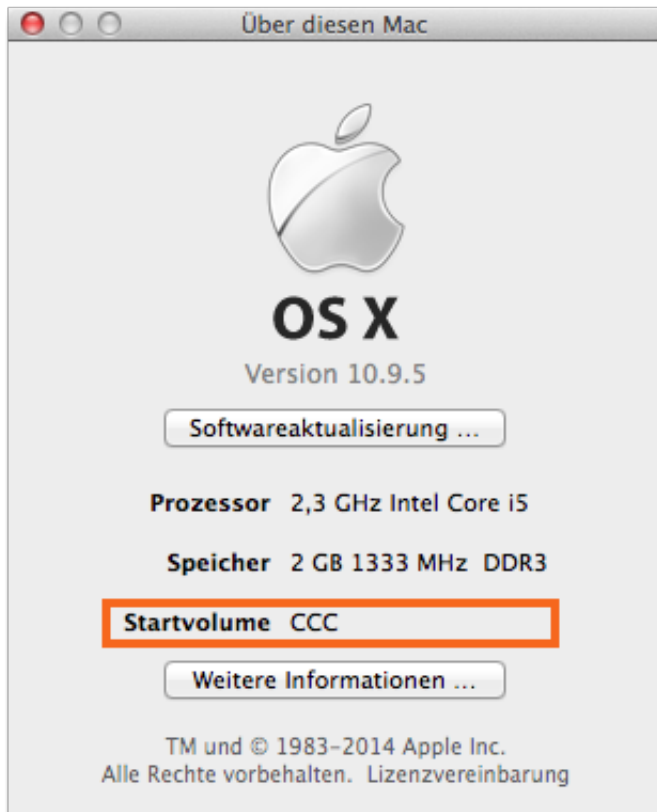 Über diesen Mac
OS X
Version 10.9.5
Softwareaktualisierung ...
Prozessor 2,3 GHz Intel Core i5
Speicher 2 GB 1333 MHz DDR3
Startvolume CCC
Weitere Informationen ...
TM und © 1983–2014 Apple Inc.
Alle Rechte vorbehalten. Lizenzvereinbarung